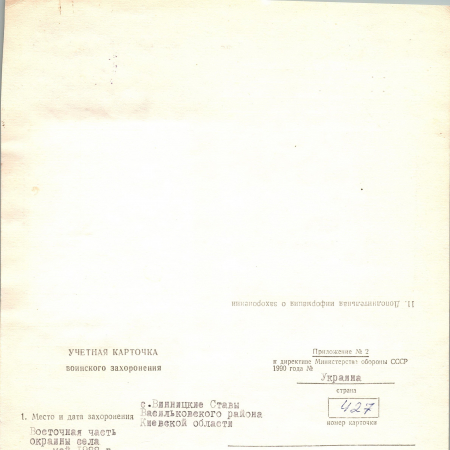 11. Дополнительная информация о захоронении
УЧЕТНАЯ КАРТОЧКА
воинского захоронения
Приложение № 2
к директиве Министерства обороны СССР
1990 года №
Украина
страна
427
номер карточки
с.Винницкие Ставы
Васильковского района
Киевской области
1. Место и дата захоронения
Восточная часть
окраины села